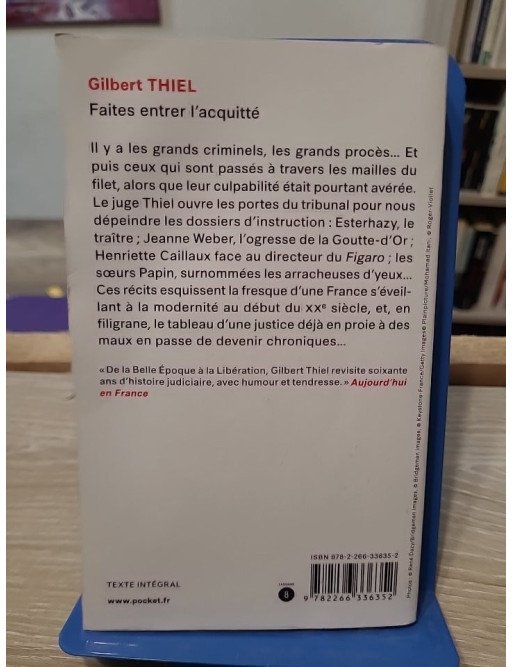 Gilbert THIEL
Faites entrer l'acquitté
Il y a les grands criminels, les grands procès... Et
puis ceux qui sont passés à travers les mailles du
filet, alors que leur culpabilité était pourtant avérée.
Le juge Thiel ouvre les portes du tribunal pour nous
dépeindre les dossiers d'instruction : Esterhazy, le
traître ; Jeanne Weber, l'ogresse de la Goutte-d'Or ;
Henriette Caillaux face au directeur du Figaro ; les
sœurs Papin, surnommées les arracheuses d'yeux...
Ces récits esquissent la fresque d'une France s'éveil-
lant à la modernité au début du XXe siècle, et, en
filigrane, le tableau d'une justice déjà en proie à des
maux en passe de devenir chroniques...
« De la Belle Époque à la Libération, Gilbert Thiel revisite soixante
ans d'histoire judiciaire, avec humour et tendresse. » Aujourd'hui
en France
ISBN 978-2-266-33635-2
TEXTE INTÉGRAL
www.pocket.fr
8
9 782266 336352